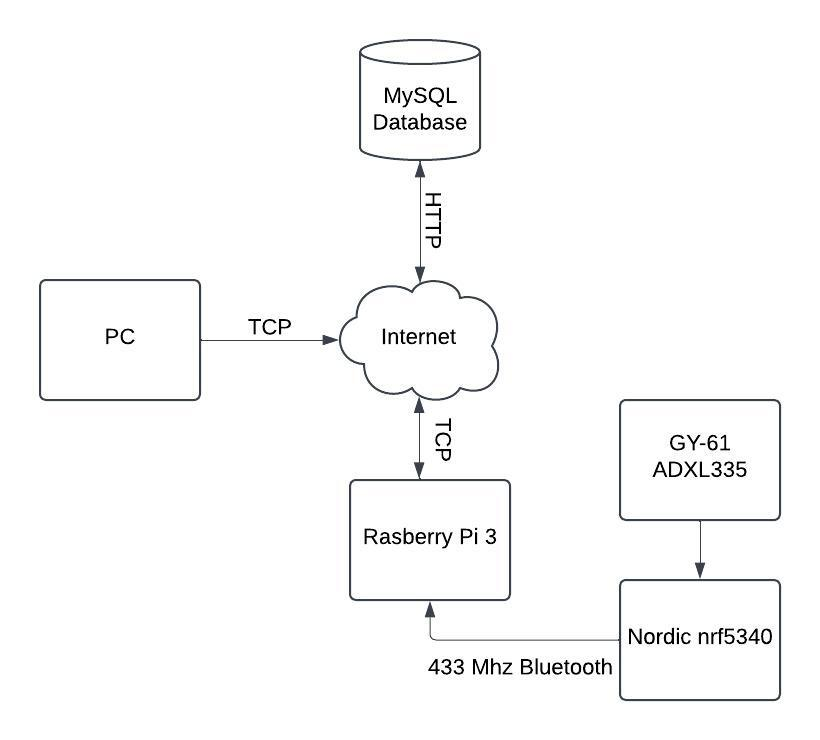 MySQL
Database
HTTP
PC
TCP
Internet
TCP
GY-61
ADXL335
Rasberry Pi 3
Nordic nrf5340
433 Mhz Bluetooth